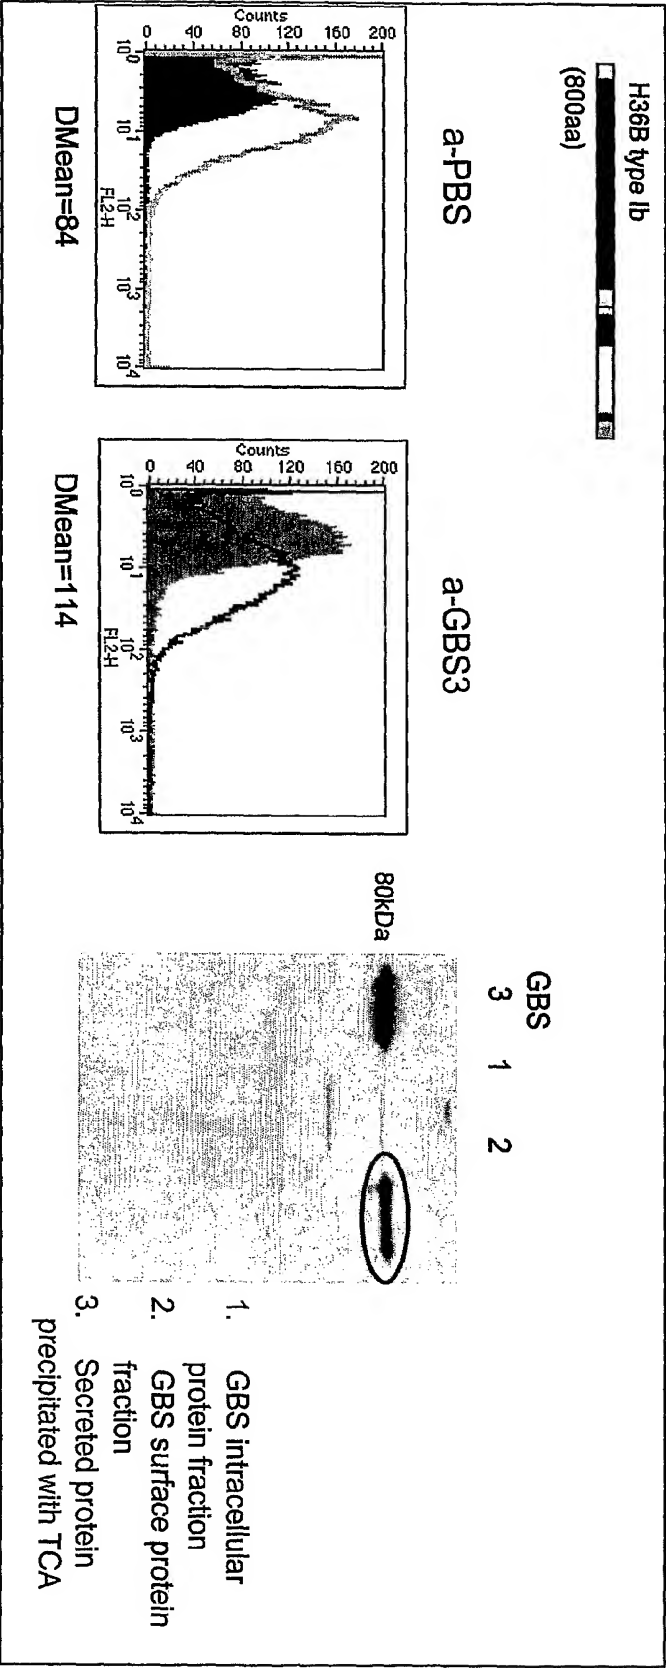 H36B type Ib
(800aa)
a-PBS
Counts
0 40 80 120 160 200
10^0 10^1 10^2 10^3 10^4
FL2-H
DMean=84
a-GBS3
Counts
0 40 80 120 160 200
10^0 10^1 10^2 10^3 10^4
FL2-H
DMean=114
GBS
3 1 2
80kDa
1. GBS intracellular
protein fraction
2. GBS surface protein
fraction
3. Secreted protein
precipitated with TCA